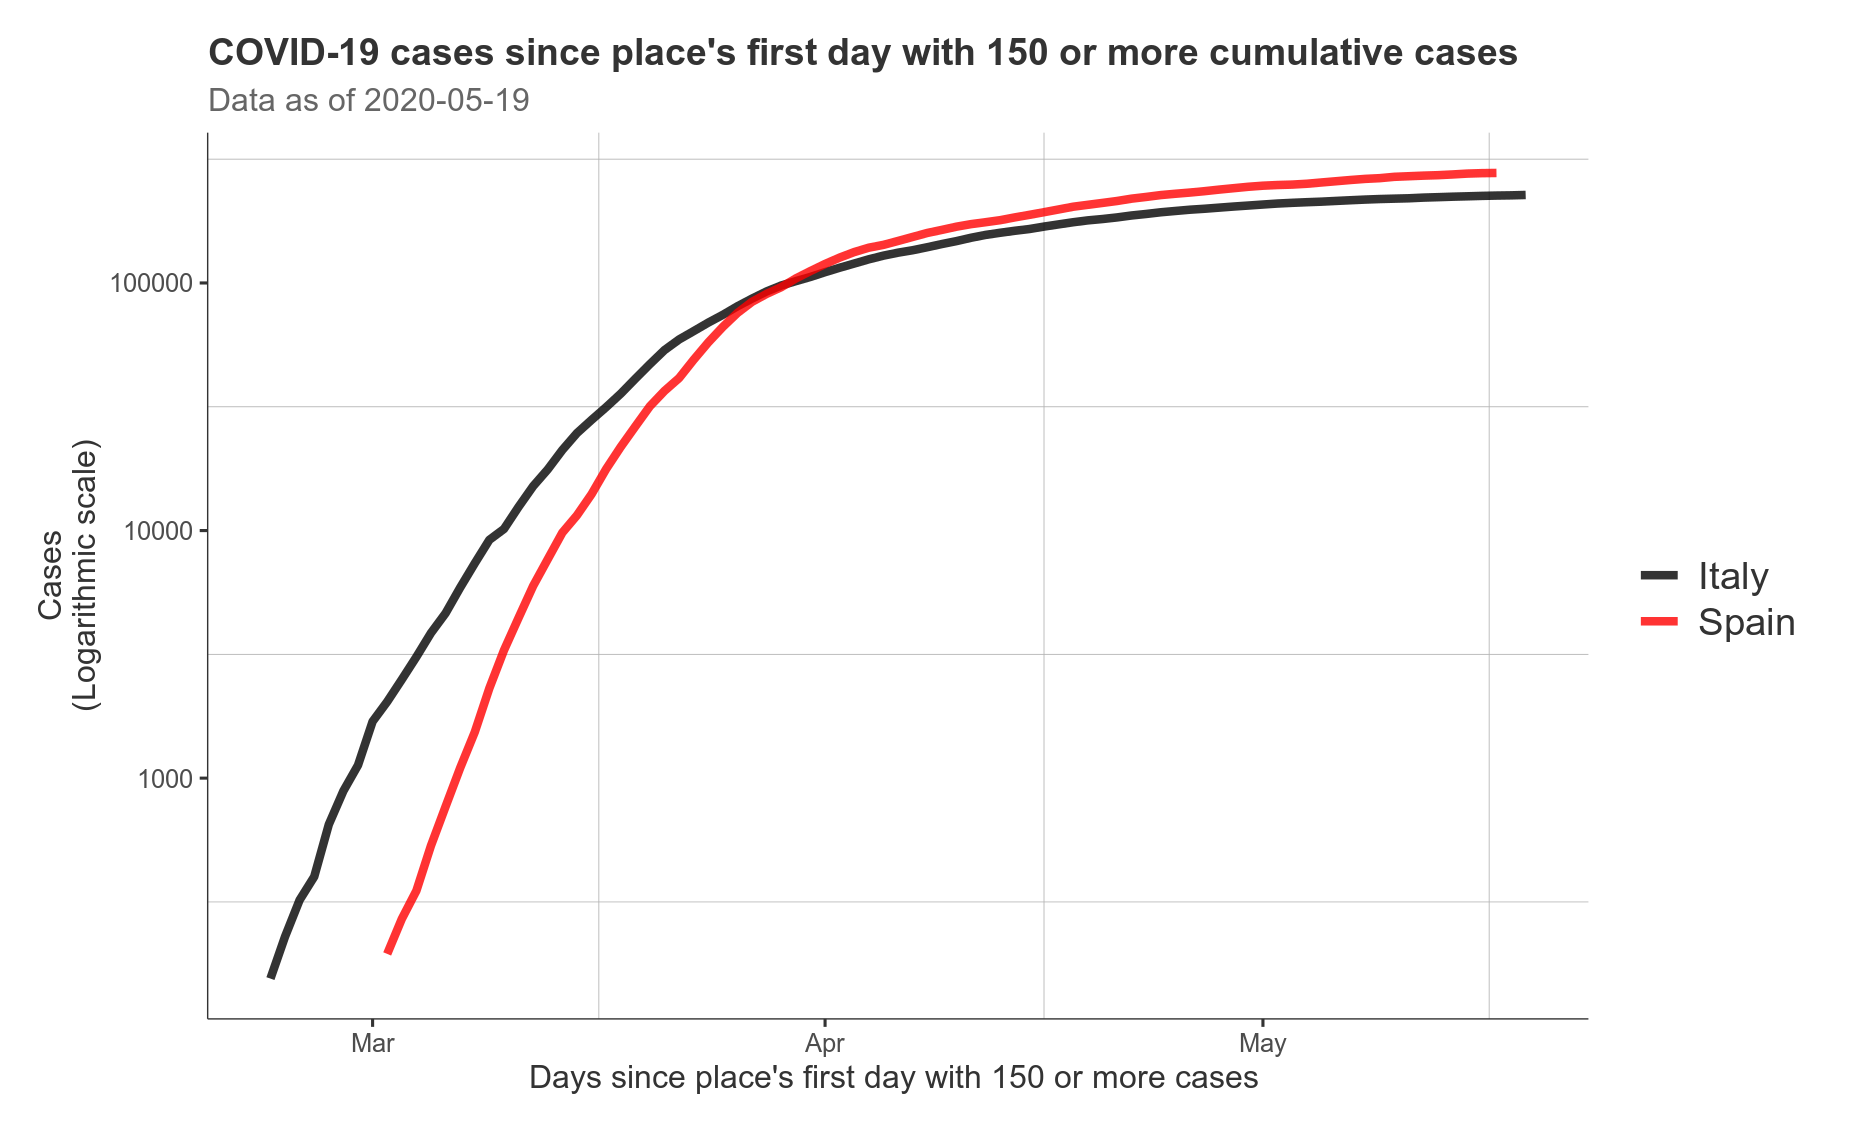 COVID-19 cases since place's first day with 150 or more cumulative cases
Data as of 2020-05-19
100000
10000
1000
Cases
(Logarithmic scale)
Mar
Apr
May
Days since place's first day with 150 or more cases
Italy
Spain